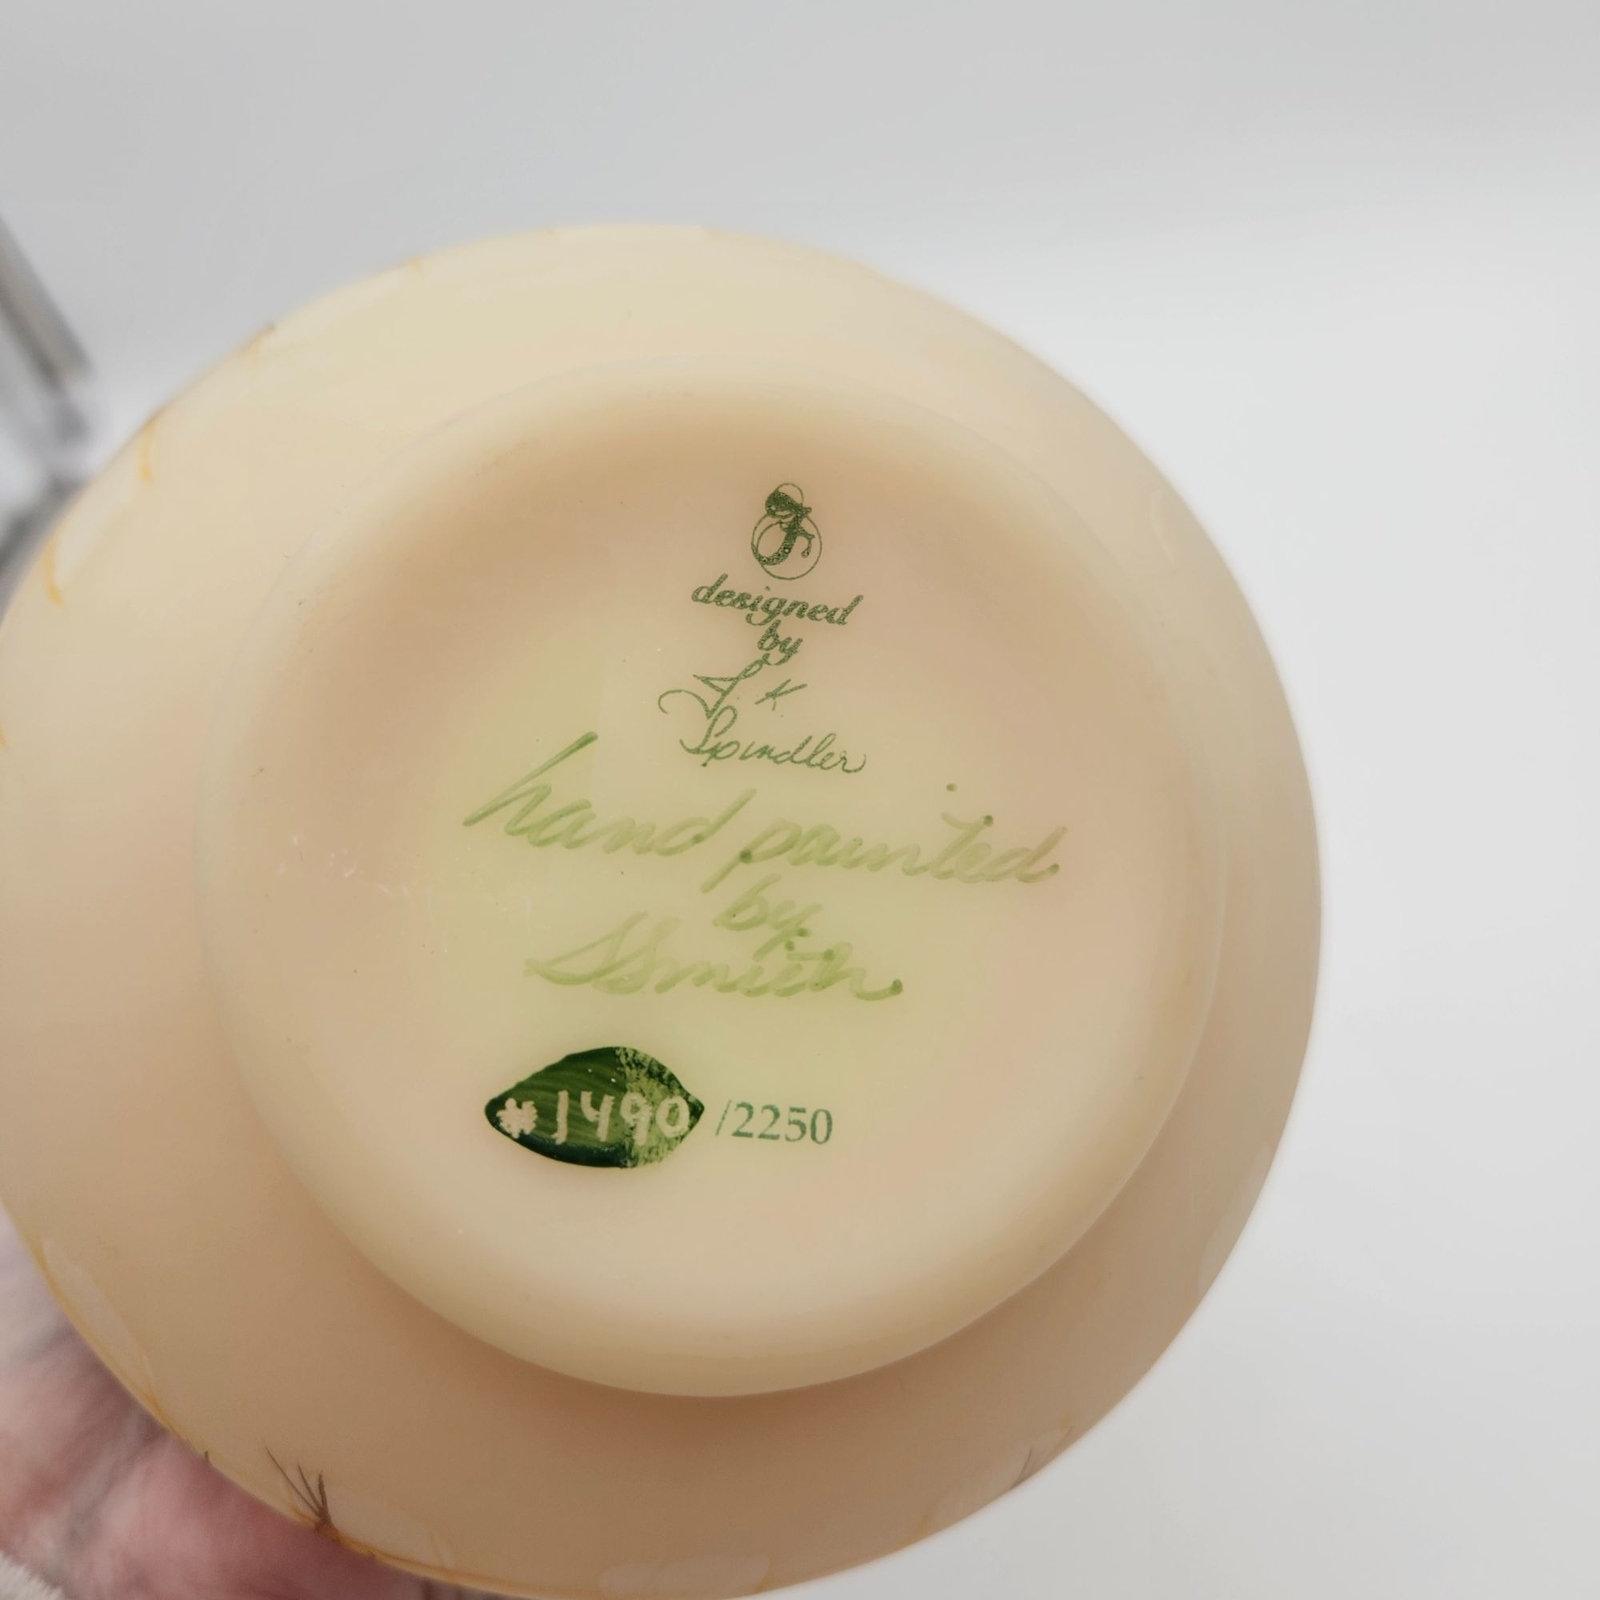 F
designed
by
J. K
Spindler
hand painted
by
S Smith
#1490/2250